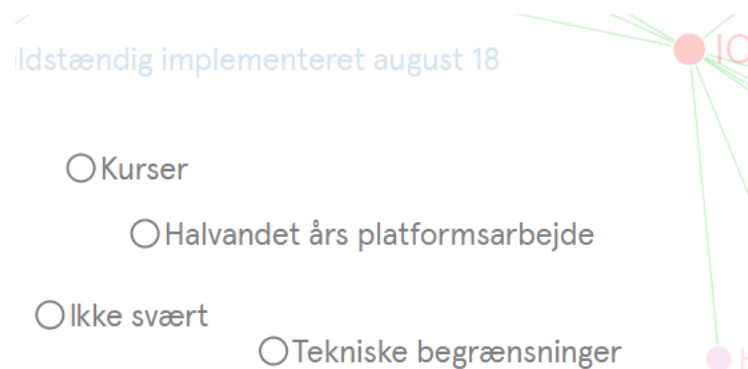 ldstændig implementeret august 18
Kurser
Halvandet års platformsarbejde
Ikke svært
Tekniske begrænsninger